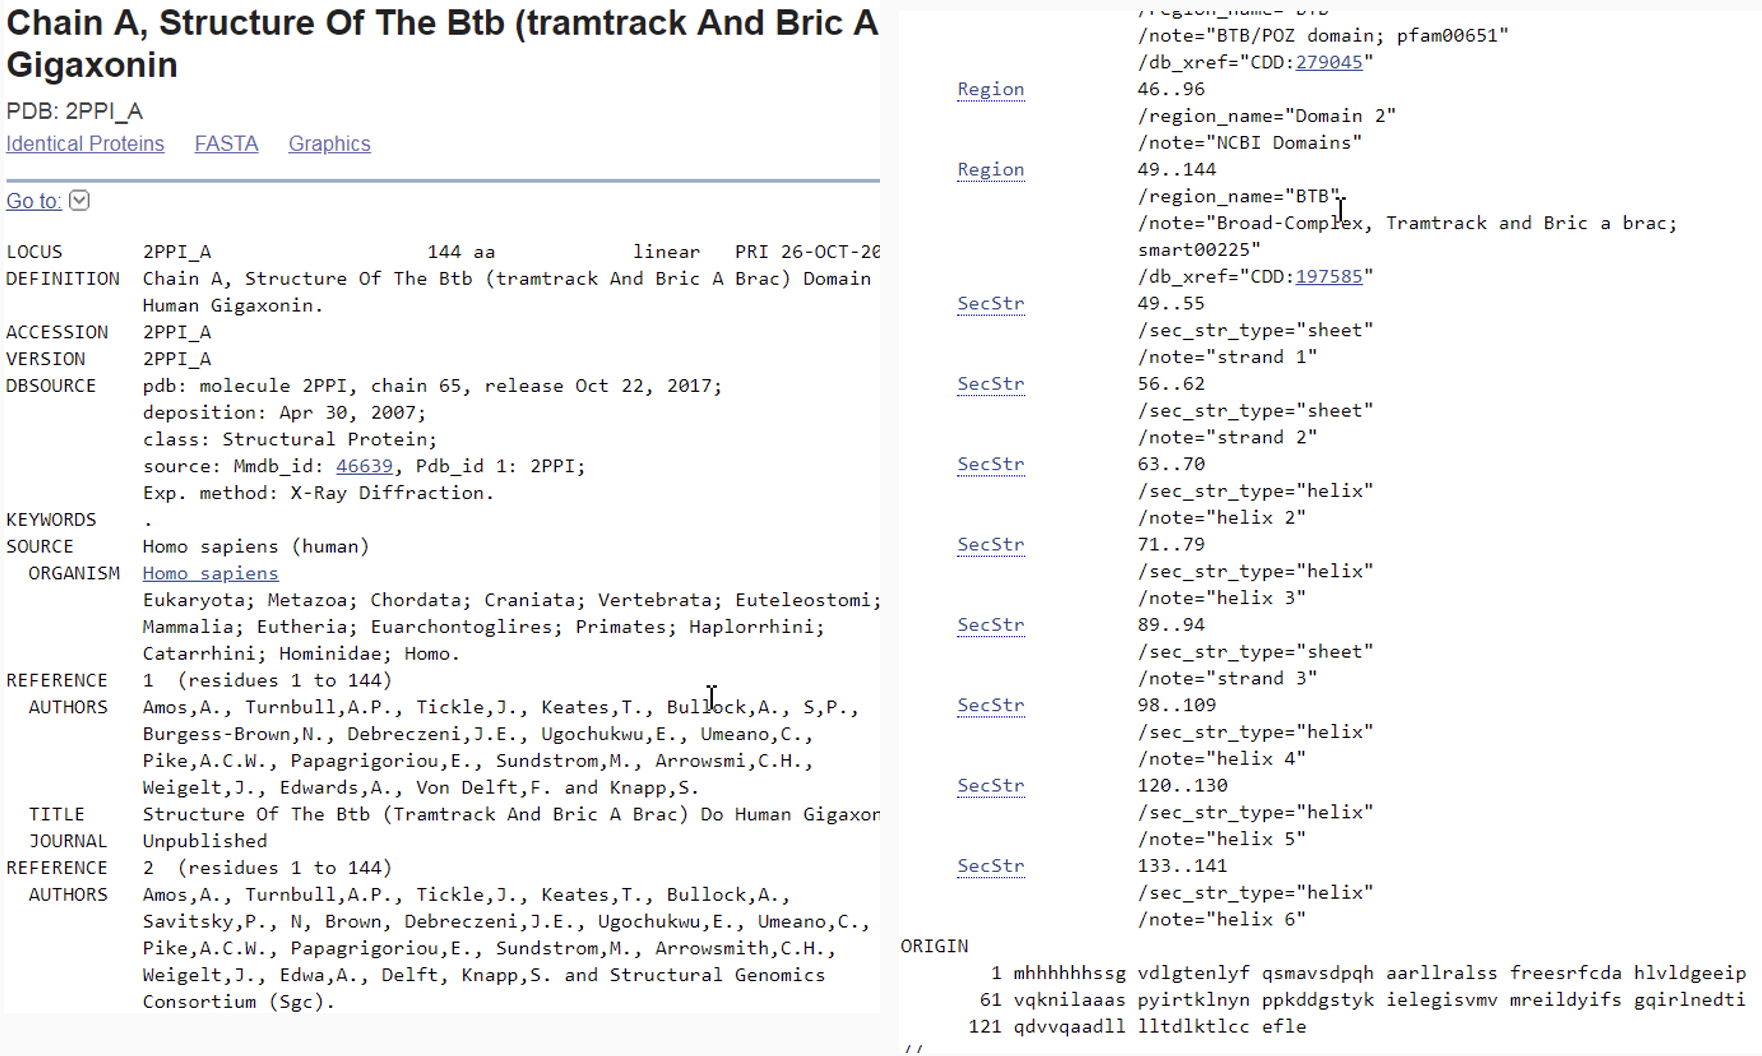 Chain A, Structure Of The Btb (tramtrack And Bric A
Gigaxonin
PDB: 2PPI_A
Identical Proteins FASTA Graphics
Go to:
LOCUS 2PPI_A 144 aa linear PRI 26-OCT-20
DEFINITION Chain A, Structure Of The Btb (tramtrack And Bric A Brac) Domain
Human Gigaxonin.
ACCESSION 2PPI_A
VERSION 2PPI_A
DBSOURCE pdb: molecule 2PPI, chain 65, release Oct 22, 2017;
deposition: Apr 30, 2007;
class: Structural Protein;
source: Mmdb_id: 46639, Pdb_id 1: 2PPI;
Exp. method: X-Ray Diffraction.
KEYWORDS .
SOURCE Homo sapiens (human)
ORGANISM Homo sapiens
Eukaryota; Metazoa; Chordata; Craniata; Vertebrata; Euteleostomi;
Mammalia; Eutheria; Euarchontoglires; Primates; Haplorrhini;
Catarrhini; Hominidae; Homo.
REFERENCE 1 (residues 1 to 144)
AUTHORS Amos,A., Turnbull,A.P., Tickle,J., Keates,T., Bullock,A., S,P.,
Burgess-Brown,N., Debreczeni,J.E., Ugochukwu,E., Umeano,C.,
Pike,A.C.W., Papagrigoriou,E., Sundstrom,M., Arrowsmi,C.H.,
Weigelt,J., Edwards,A., Von Delft,F. and Knapp,S.
TITLE Structure Of The Btb (Tramtrack And Bric A Brac) Do Human Gigaxon
JOURNAL Unpublished
REFERENCE 2 (residues 1 to 144)
AUTHORS Amos,A., Turnbull,A.P., Tickle,J., Keates,T., Bullock,A.,
Savitsky,P., N, Brown, Debreczeni,J.E., Ugochukwu,E., Umeano,C.,
Pike,A.C.W., Papagrigoriou,E., Sundstrom,M., Arrowsmith,C.H.,
Weigelt,J., Edwa,A., Delft, Knapp,S. and Structural Genomics
Consortium (Sgc).
/region_name="BTB"
/note="BTB/POZ domain; pfam00651"
/db_xref="CDD:279045"
Region 46..96
/region_name="Domain 2"
/note="NCBI Domains"
Region 49..144
/region_name="BTB"
/note="Broad-Complex, Tramtrack and Bric a brac;
smart00225"
/db_xref="CDD:197585"
SecStr 49..55
/sec_str_type="sheet"
/note="strand 1"
SecStr 56..62
/sec_str_type="sheet"
/note="strand 2"
SecStr 63..70
/sec_str_type="helix"
/note="helix 2"
SecStr 71..79
/sec_str_type="helix"
/note="helix 3"
SecStr 89..94
/sec_str_type="sheet"
/note="strand 3"
SecStr 98..109
/sec_str_type="helix"
/note="helix 4"
SecStr 120..130
/sec_str_type="helix"
/note="helix 5"
SecStr 133..141
/sec_str_type="helix"
/note="helix 6"
ORIGIN
1 mhhhhhhssg vdlgtenlyf qsmavsdpqh aarllralss freesrfcda hlvldgeeip
61 vqknilaaas pyirtklnyn ppkddgstyk ielegisvmv mreildyifs gqirlnedti
121 qdvvqaadll lltdlktlcc efle
//